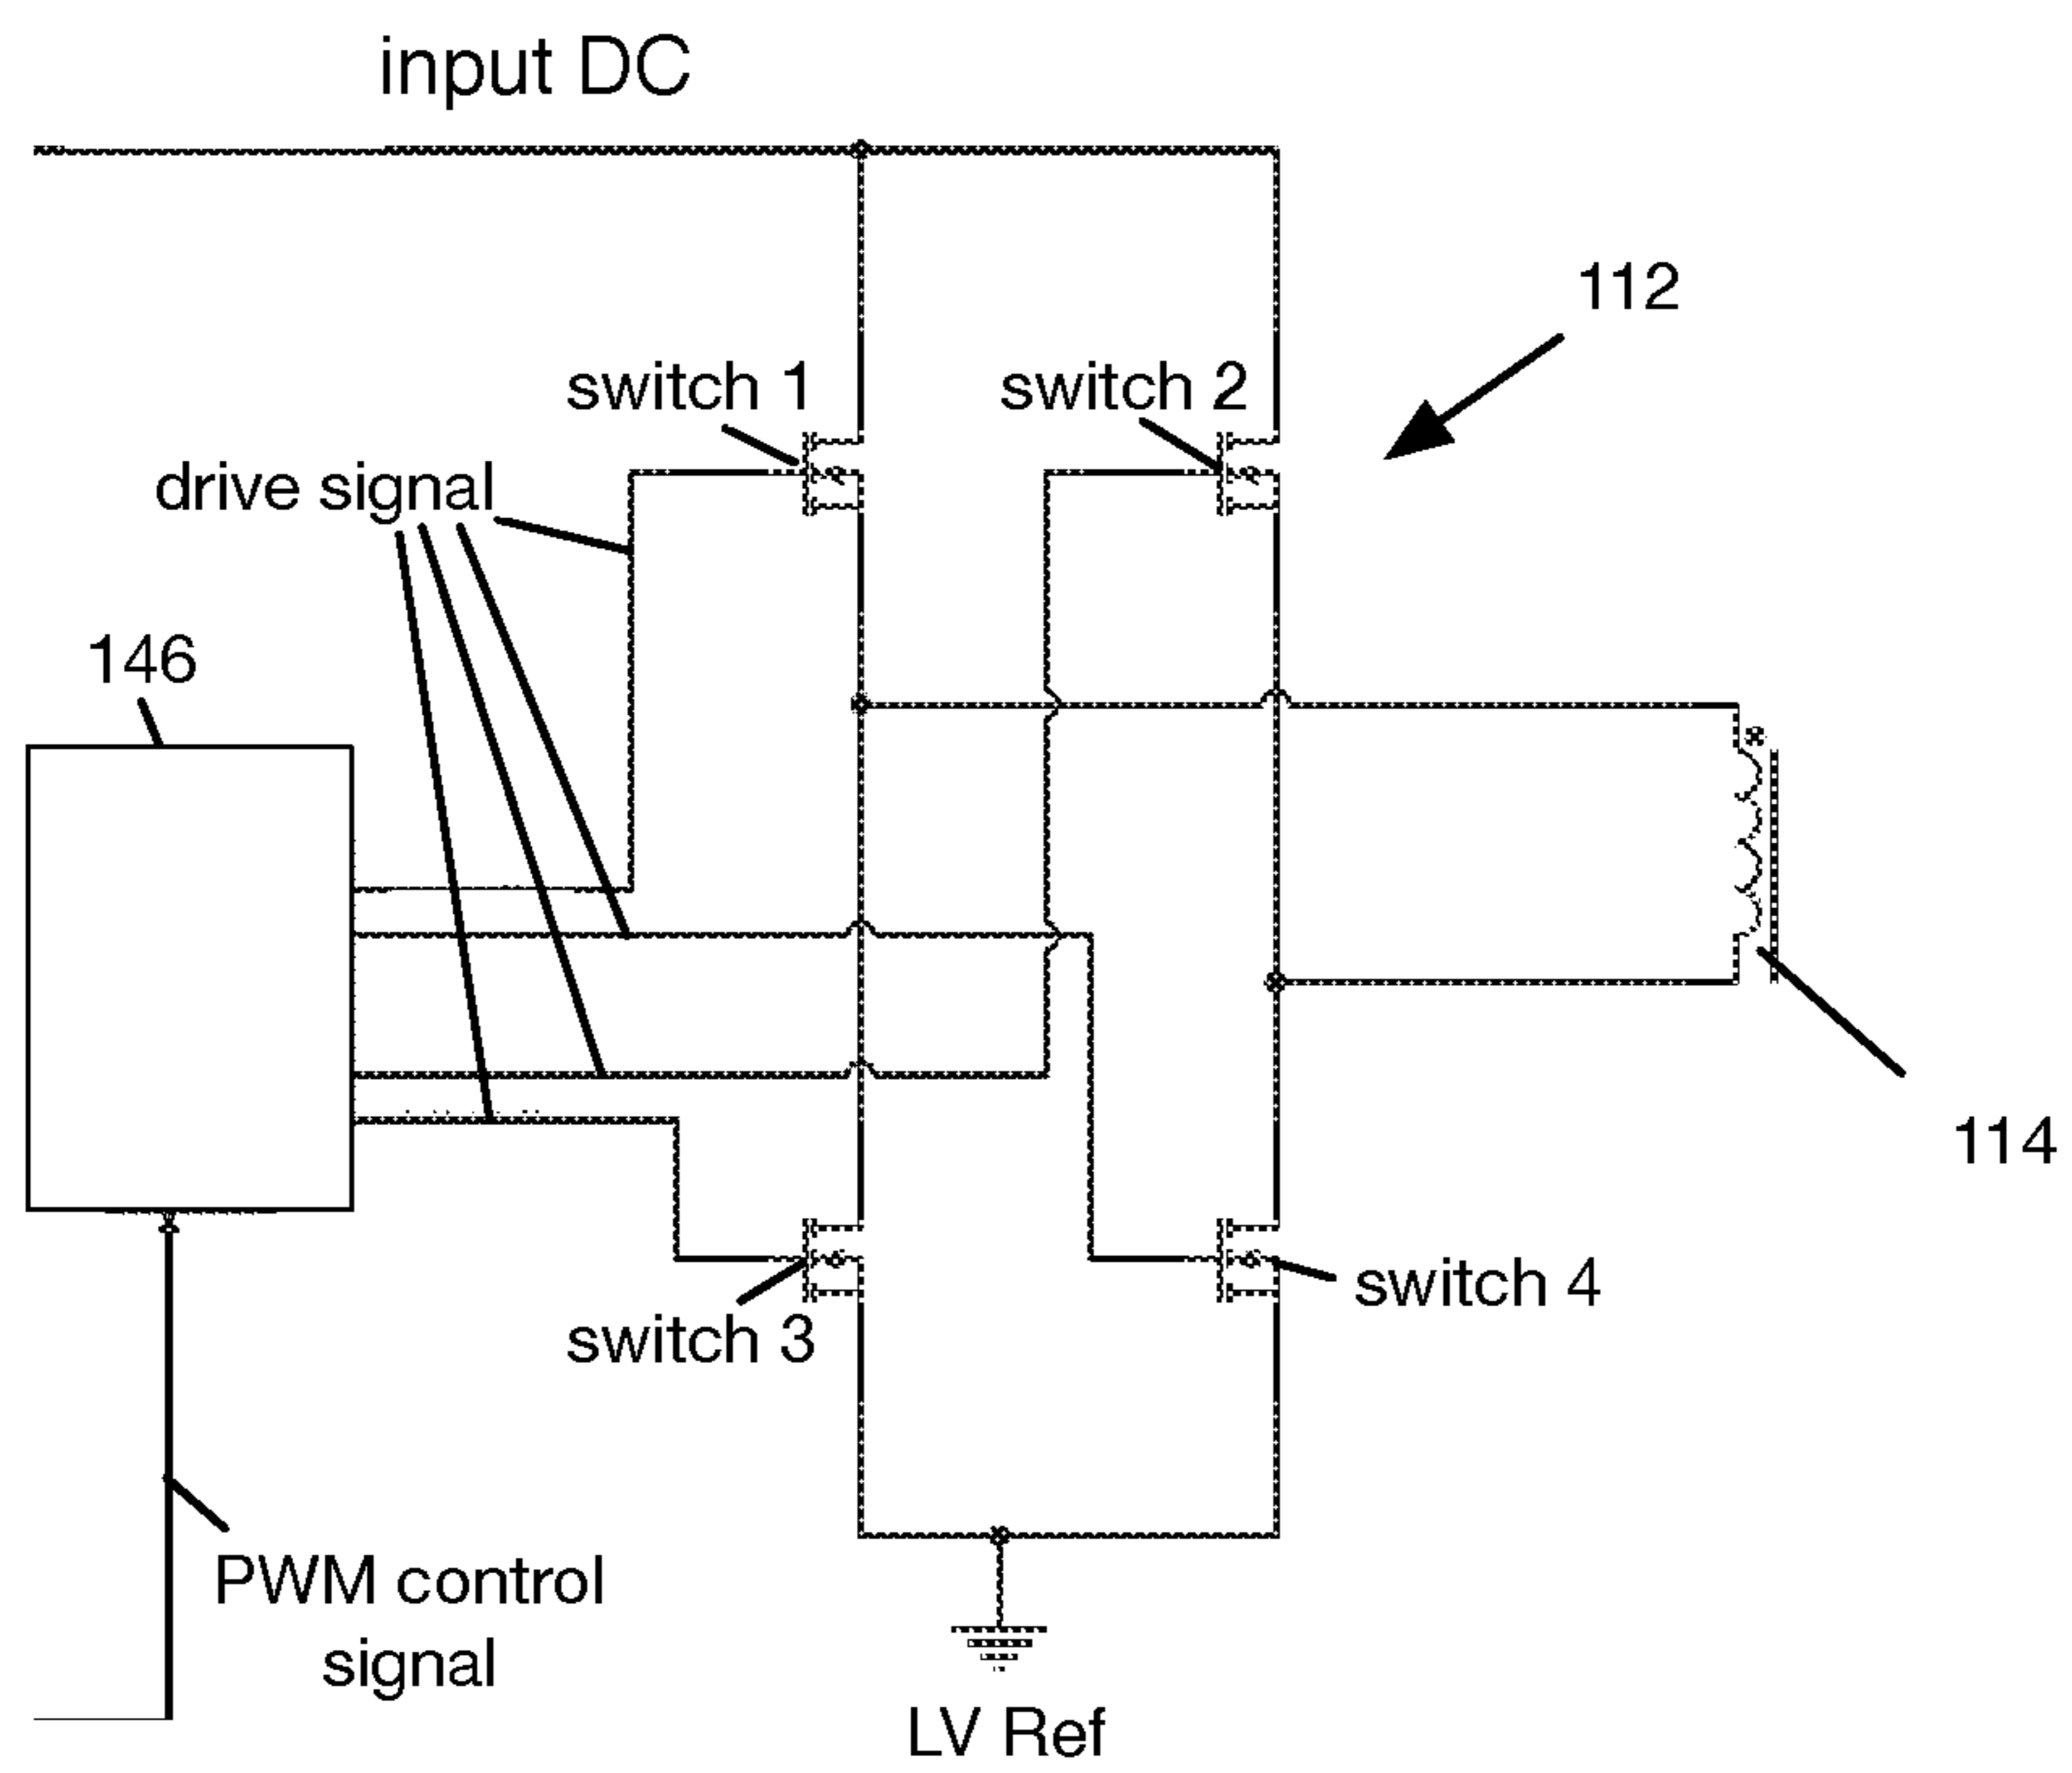 input DC
112
switch 1
switch 2
drive signal
146
114
switch 4
switch 3
PWM control
signal
LV Ref